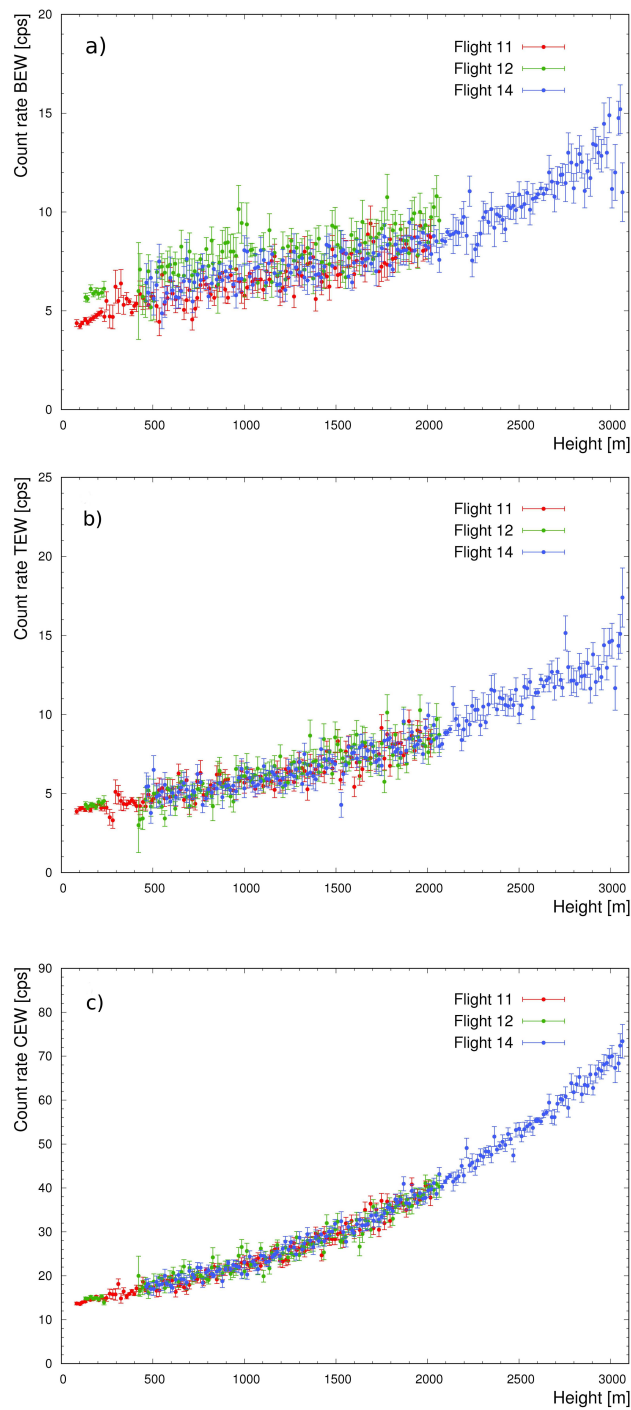 20
15
10
5
0
Count rate BEW [cps]
a)
Flight 11
Flight 12
Flight 14
0 500 1000 1500 2000 2500 3000
Height [m]
25
20
15
10
5
0
Count rate TEW [cps]
b)
Flight 11
Flight 12
Flight 14
0 500 1000 1500 2000 2500 3000
Height [m]
90
80
70
60
50
40
30
20
10
0
Count rate CEW [cps]
c)
Flight 11
Flight 12
Flight 14
0 500 1000 1500 2000 2500 3000
Height [m]